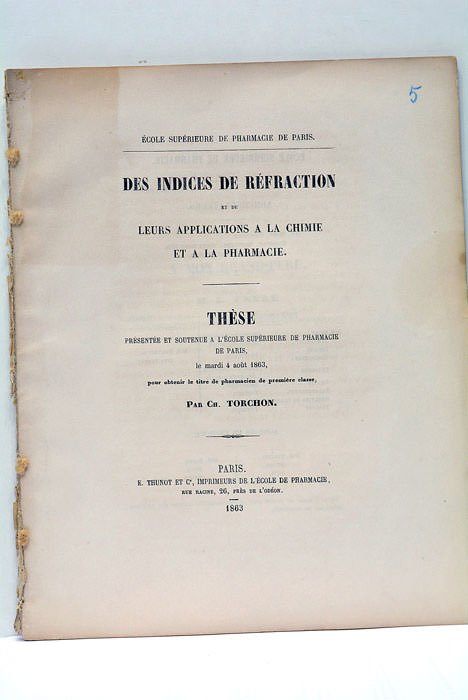 5
ÉCOLE SUPÉRIEURE DE PHARMACIE DE PARIS.
DES INDICES DE RÉFRACTION
ET DE
LEURS APPLICATIONS A LA CHIMIE
ET A LA PHARMACIE.
THÈSE
PRÉSENTÉE ET SOUTENUE A L'ÉCOLE SUPÉRIEURE DE PHARMACIE
DE PARIS,
le mardi 4 août 1863,
pour obtenir le titre de pharmacien de première classe,
PAR CH. TORCHON.
PARIS.
E. THUNOT ET Cᵉ, IMPRIMEURS DE L'ÉCOLE DE PHARMACIE,
RUE RACINE, 26, PRÈS DE L'ODÉON.
1863